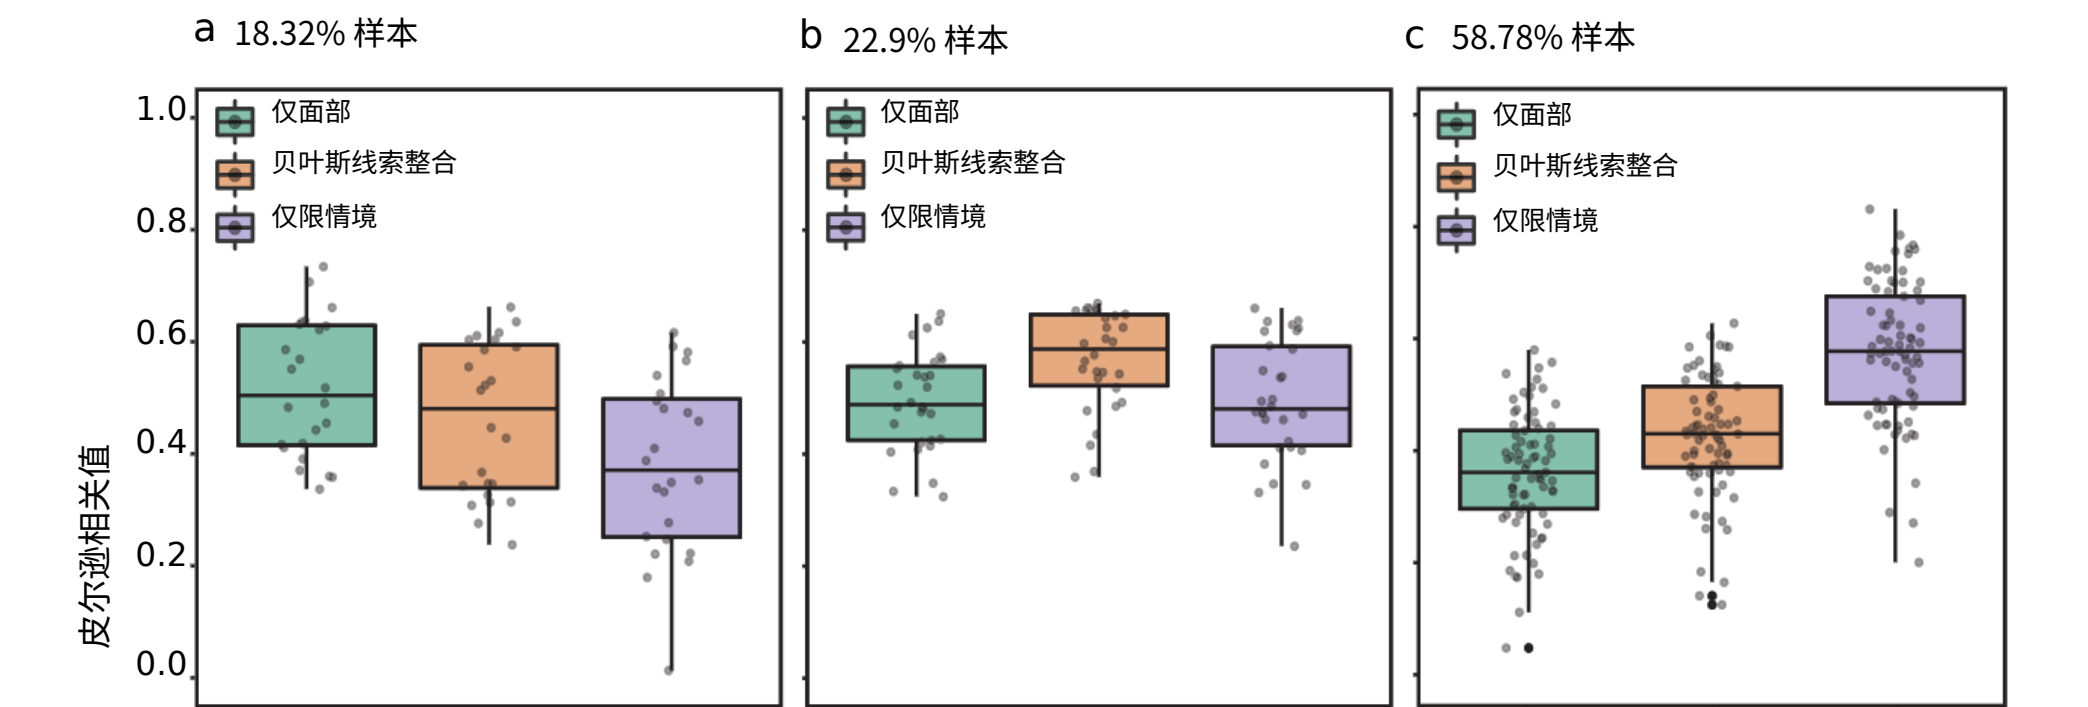 a 18.32% 样本
b 22.9% 样本
c 58.78% 样本
仅面部
贝叶斯线索整合
仅限情境
仅面部
贝叶斯线索整合
仅限情境
仅面部
贝叶斯线索整合
仅限情境
1.0
0.8
0.6
0.4
0.2
0.0
皮尔逊相关值